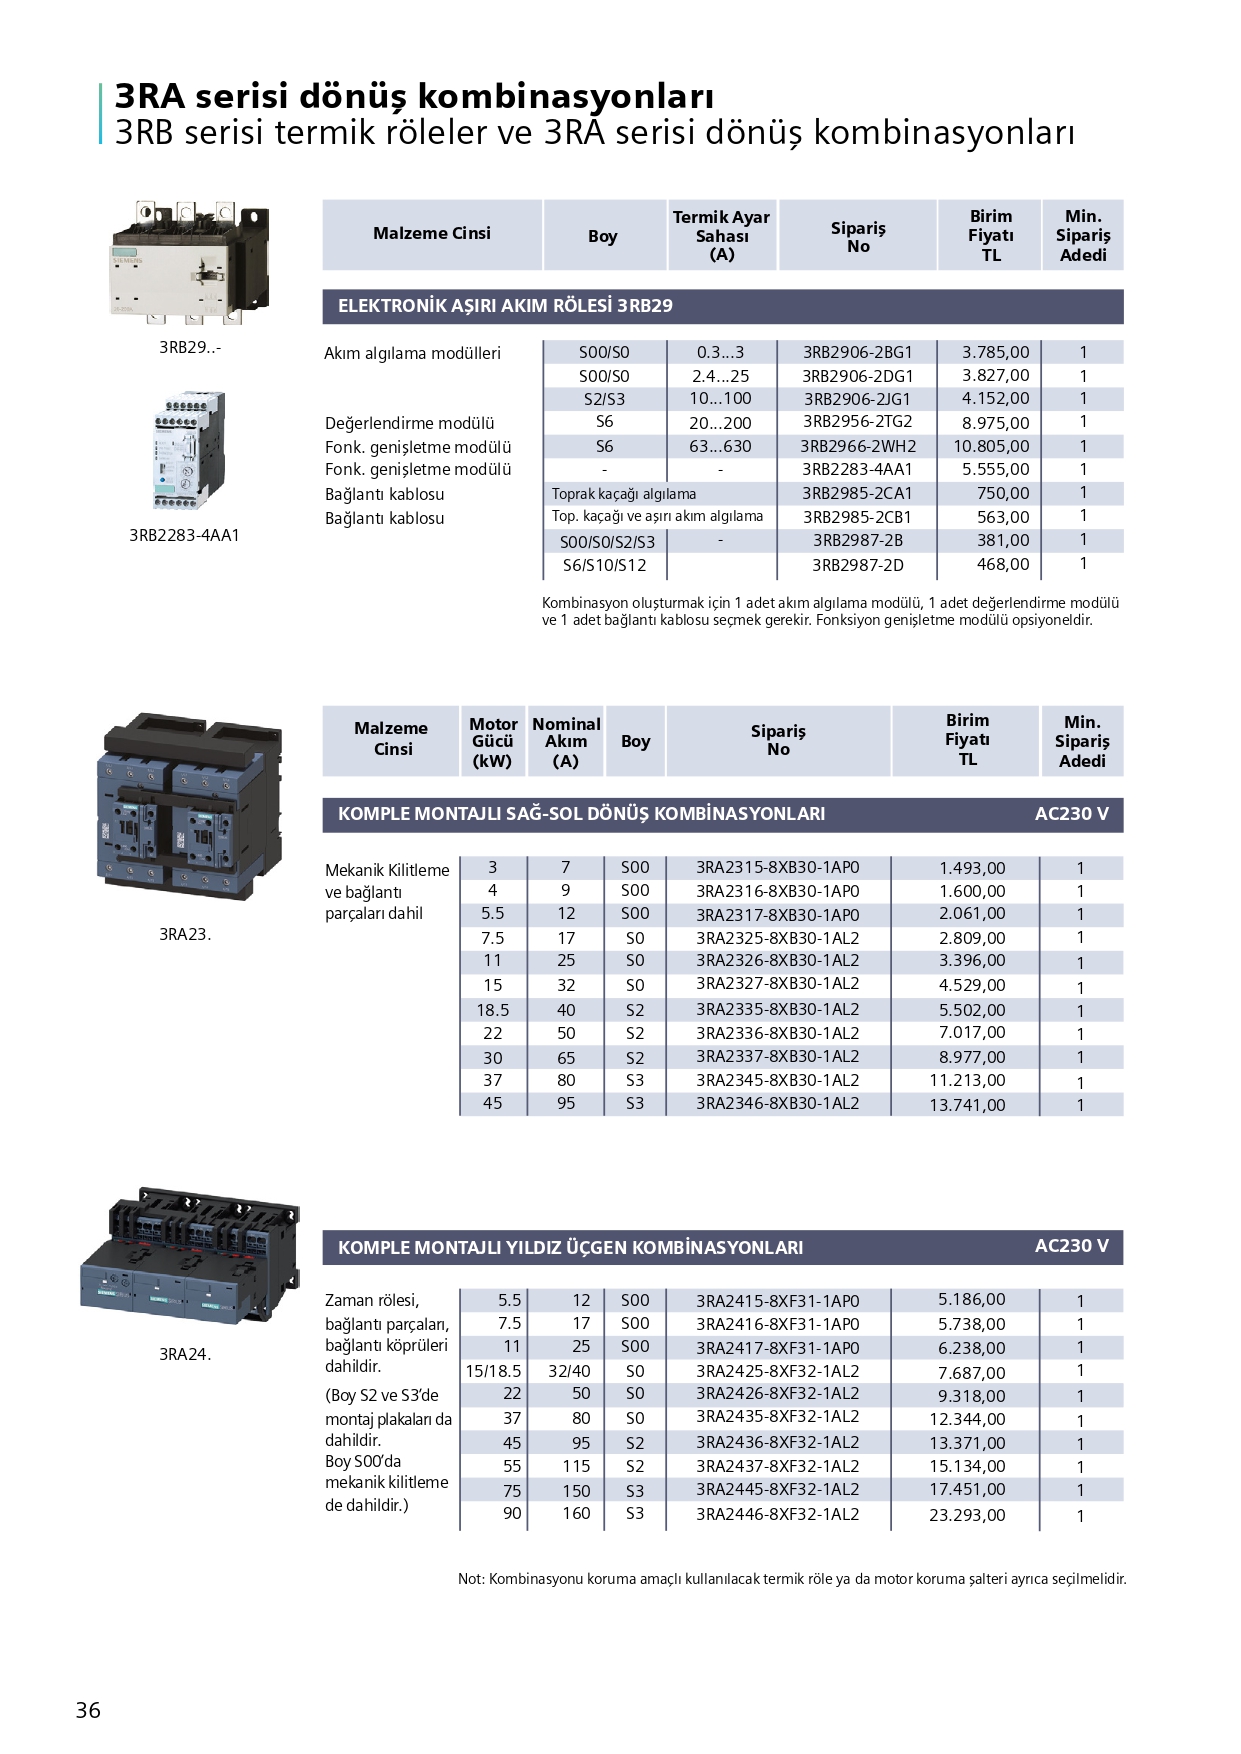 3RA serisi dönüş kombinasyonları
3RB serisi termik röleler ve 3RA serisi dönüş kombinasyonları
Malzeme Cinsi Boy Termik Ayar Sahası (A) Sipariş No Birim Fiyatı TL Min. Sipariş Adedi
ELEKTRONİK AŞIRI AKIM RÖLESİ 3RB29
SIEMENS
3RB29..-
3RB2283-4AA1
Akım algılama modülleri S00/S0 0.3...3 3RB2906-2BG1 3.785,00 1
S00/S0 2.4...25 3RB2906-2DG1 3.827,00 1
S2/S3 10...100 3RB2906-2JG1 4.152,00 1
Değerlendirme modülü S6 20...200 3RB2956-2TG2 8.975,00 1
Fonk. genişletme modülü S6 63...630 3RB2966-2WH2 10.805,00 1
Fonk. genişletme modülü - - 3RB2283-4AA1 5.555,00 1
Bağlantı kablosu Toprak kaçağı algılama 3RB2985-2CA1 750,00 1
Bağlantı kablosu Top. kaçağı ve aşırı akım algılama 3RB2985-2CB1 563,00 1
S00/S0/S2/S3 - 3RB2987-2B 381,00 1
S6/S10/S12 3RB2987-2D 468,00 1
Kombinasyon oluşturmak için 1 adet akım algılama modülü, 1 adet değerlendirme modülü
ve 1 adet bağlantı kablosu seçmek gerekir. Fonksiyon genişletme modülü opsiyoneldir.
Malzeme Cinsi Motor Gücü (kW) Nominal Akım (A) Boy Sipariş No Birim Fiyatı TL Min. Sipariş Adedi
KOMPLE MONTAJLI SAĞ-SOL DÖNÜŞ KOMBİNASYONLARI AC230 V
3RA23.
Mekanik Kilitleme 3 7 S00 3RA2315-8XB30-1AP0 1.493,00 1
ve bağlantı 4 9 S00 3RA2316-8XB30-1AP0 1.600,00 1
parçaları dahil 5.5 12 S00 3RA2317-8XB30-1AP0 2.061,00 1
7.5 17 S0 3RA2325-8XB30-1AL2 2.809,00 1
11 25 S0 3RA2326-8XB30-1AL2 3.396,00 1
15 32 S0 3RA2327-8XB30-1AL2 4.529,00 1
18.5 40 S2 3RA2335-8XB30-1AL2 5.502,00 1
22 50 S2 3RA2336-8XB30-1AL2 7.017,00 1
30 65 S2 3RA2337-8XB30-1AL2 8.977,00 1
37 80 S3 3RA2345-8XB30-1AL2 11.213,00 1
45 95 S3 3RA2346-8XB30-1AL2 13.741,00 1
KOMPLE MONTAJLI YILDIZ ÜÇGEN KOMBİNASYONLARI AC230 V
3RA24.
Zaman rölesi, 5.5 12 S00 3RA2415-8XF31-1AP0 5.186,00 1
bağlantı parçaları, 7.5 17 S00 3RA2416-8XF31-1AP0 5.738,00 1
bağlantı köprüleri 11 25 S00 3RA2417-8XF31-1AP0 6.238,00 1
dahildir. 15/18.5 32/40 S0 3RA2425-8XF32-1AL2 7.687,00 1
(Boy S2 ve S3’de 22 50 S0 3RA2426-8XF32-1AL2 9.318,00 1
montaj plakaları da 37 80 S0 3RA2435-8XF32-1AL2 12.344,00 1
dahildir. 45 95 S2 3RA2436-8XF32-1AL2 13.371,00 1
Boy S00’da 55 115 S2 3RA2437-8XF32-1AL2 15.134,00 1
mekanik kilitleme 75 150 S3 3RA2445-8XF32-1AL2 17.451,00 1
de dahildir.) 90 160 S3 3RA2446-8XF32-1AL2 23.293,00 1
Not: Kombinasyonu koruma amaçlı kullanılacak termik röle ya da motor koruma şalteri ayrıca seçilmelidir.
36